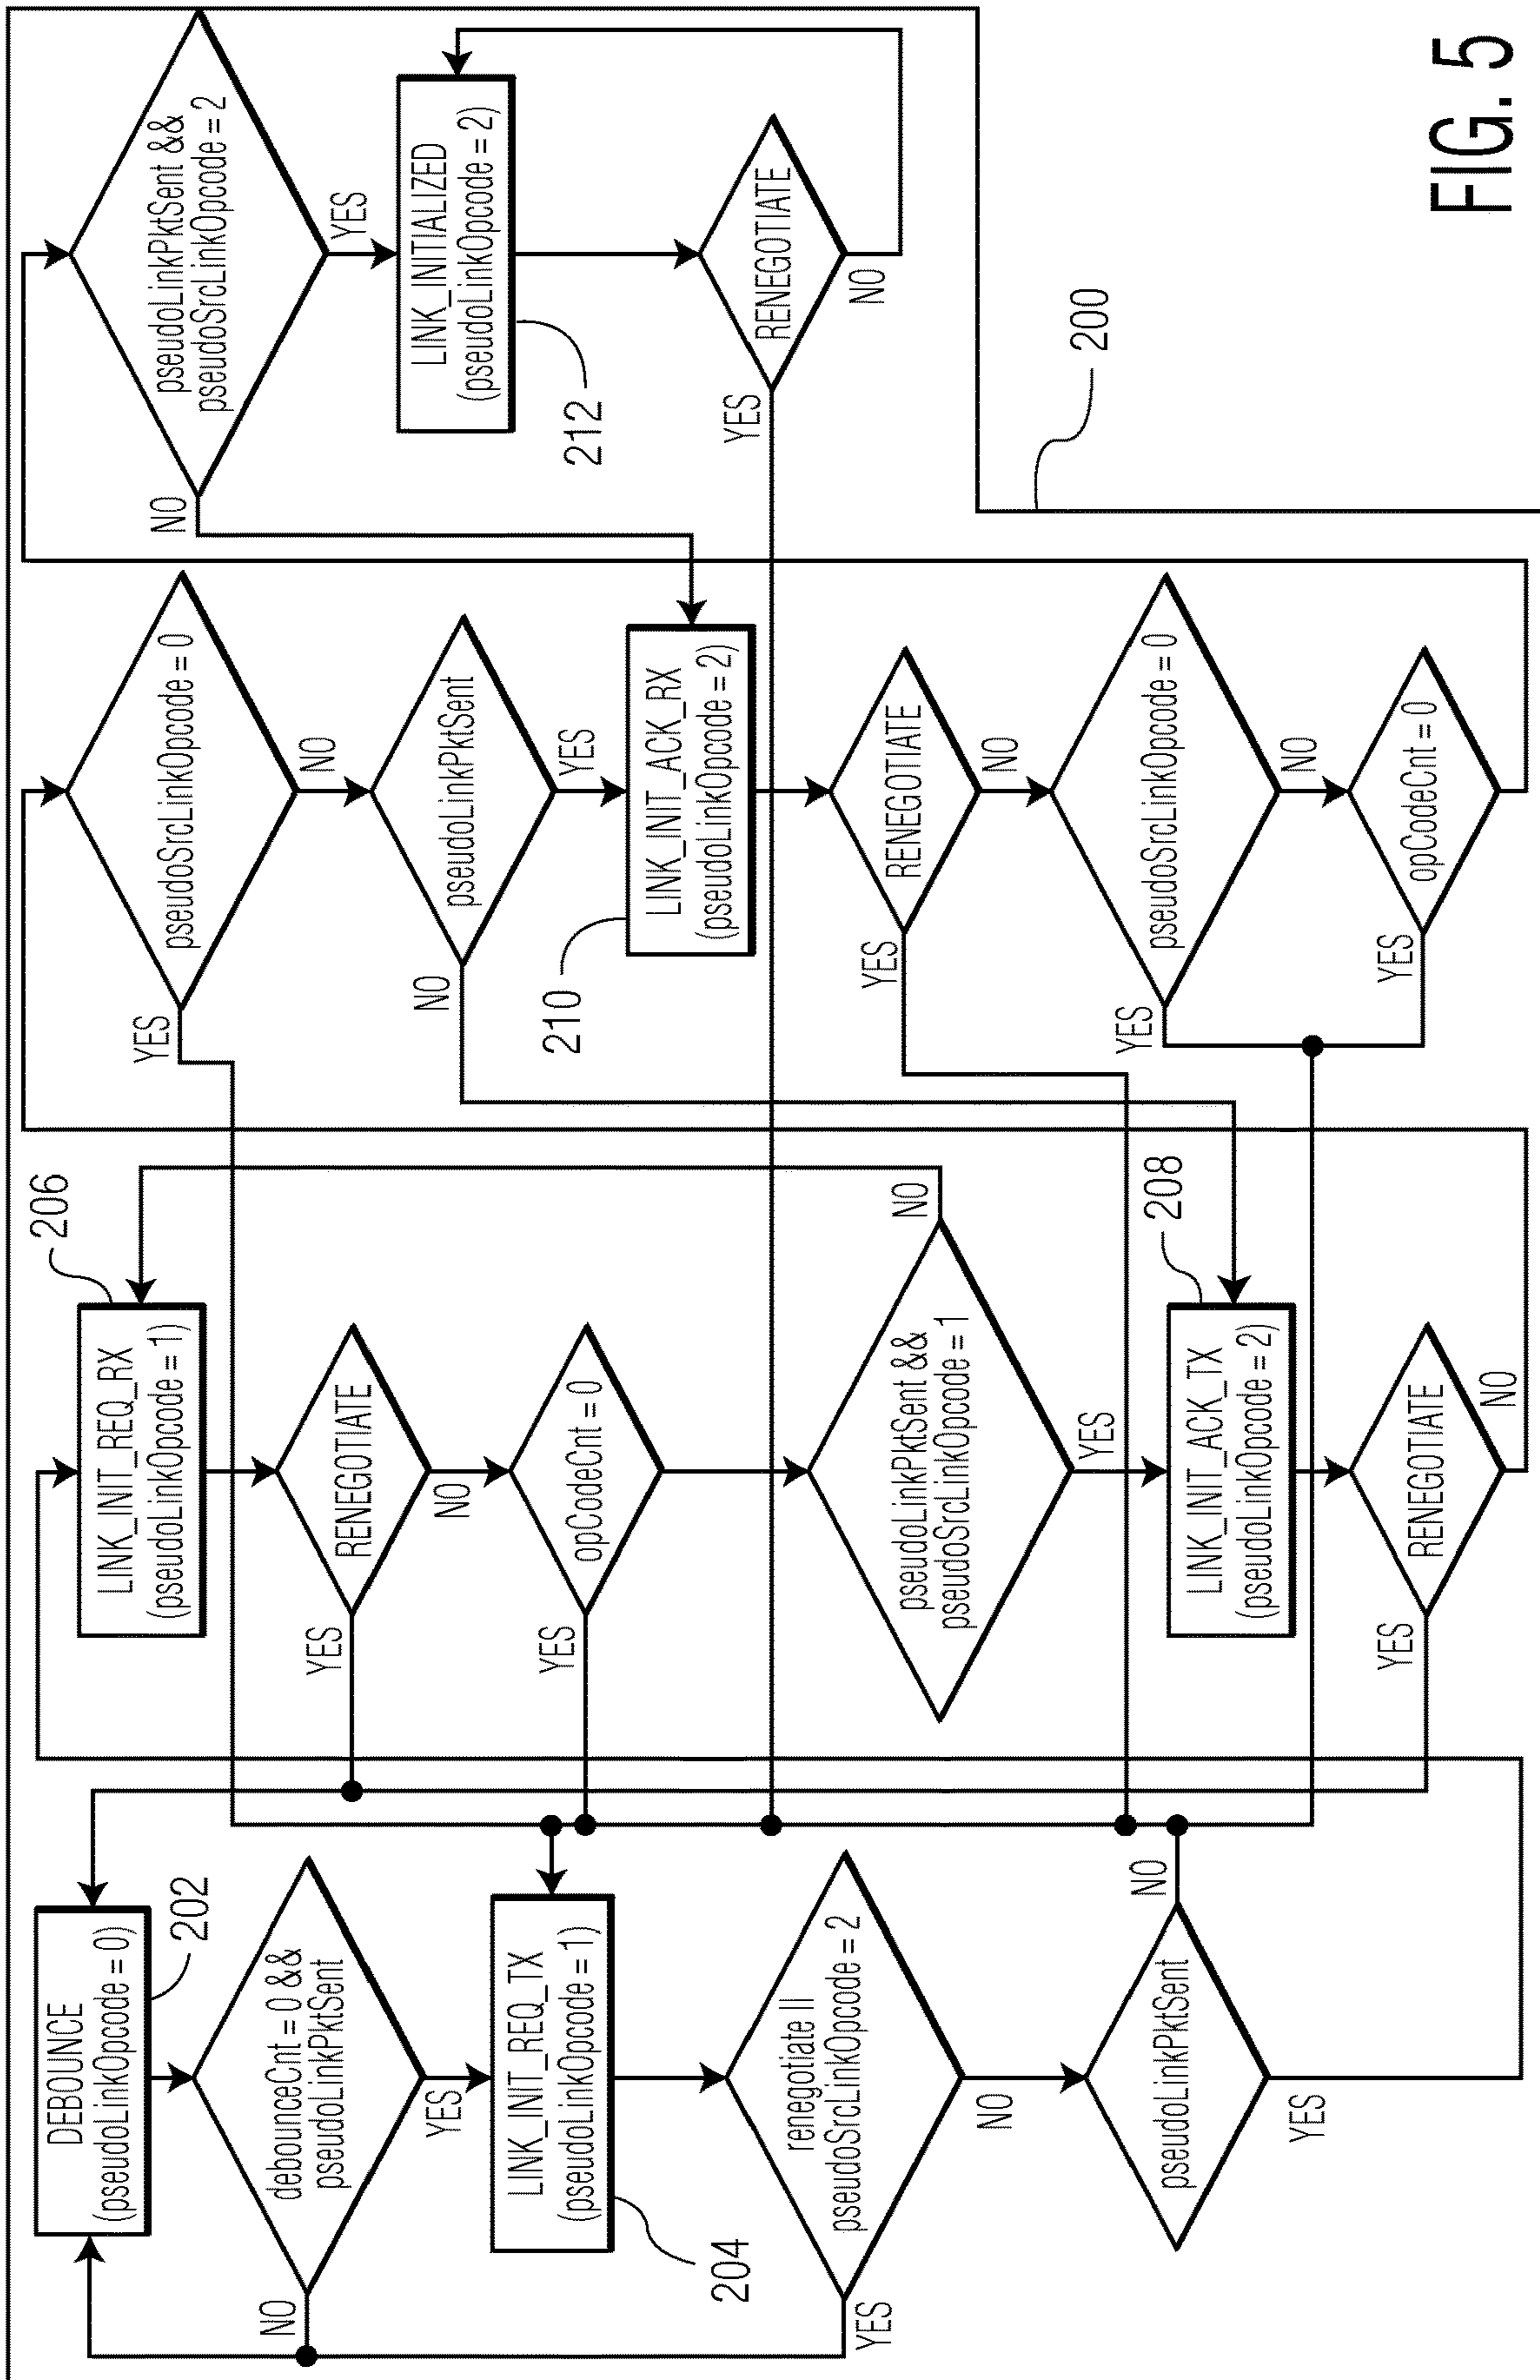 DEBOUNCE
(pseudoLinkOpcode = 0)
202
debounceCnt = 0 &&
pseudoLinkPktSent
NO
YES
LINK_INIT_REQ_TX
(pseudoLinkOpcode = 1)
204
renegotiate ||
pseudoSrcLinkOpcode = 2
YES
NO
pseudoLinkPktSent
NO
YES
206
LINK_INIT_REQ_RX
(pseudoLinkOpcode = 1)
RENEGOTIATE
YES
NO
opCodeCnt = 0
YES
pseudoLinkPktSent &&
pseudoSrcLinkOpcode = 1
NO
YES
208
LINK_INIT_ACK_TX
(pseudoLinkOpcode = 2)
RENEGOTIATE
YES
NO
pseudoSrcLinkOpcode = 0
YES
NO
pseudoLinkPktSent
NO
YES
210
LINK_INIT_ACK_RX
(pseudoLinkOpcode = 2)
RENEGOTIATE
YES
NO
pseudoSrcLinkOpcode = 0
YES
NO
opCodeCnt = 0
YES
pseudoLinkPktSent &&
pseudoSrcLinkOpcode = 2
NO
YES
LINK_INITIALIZED
(pseudoLinkOpcode = 2)
212
RENEGOTIATE
YES
NO
200
FIG. 5